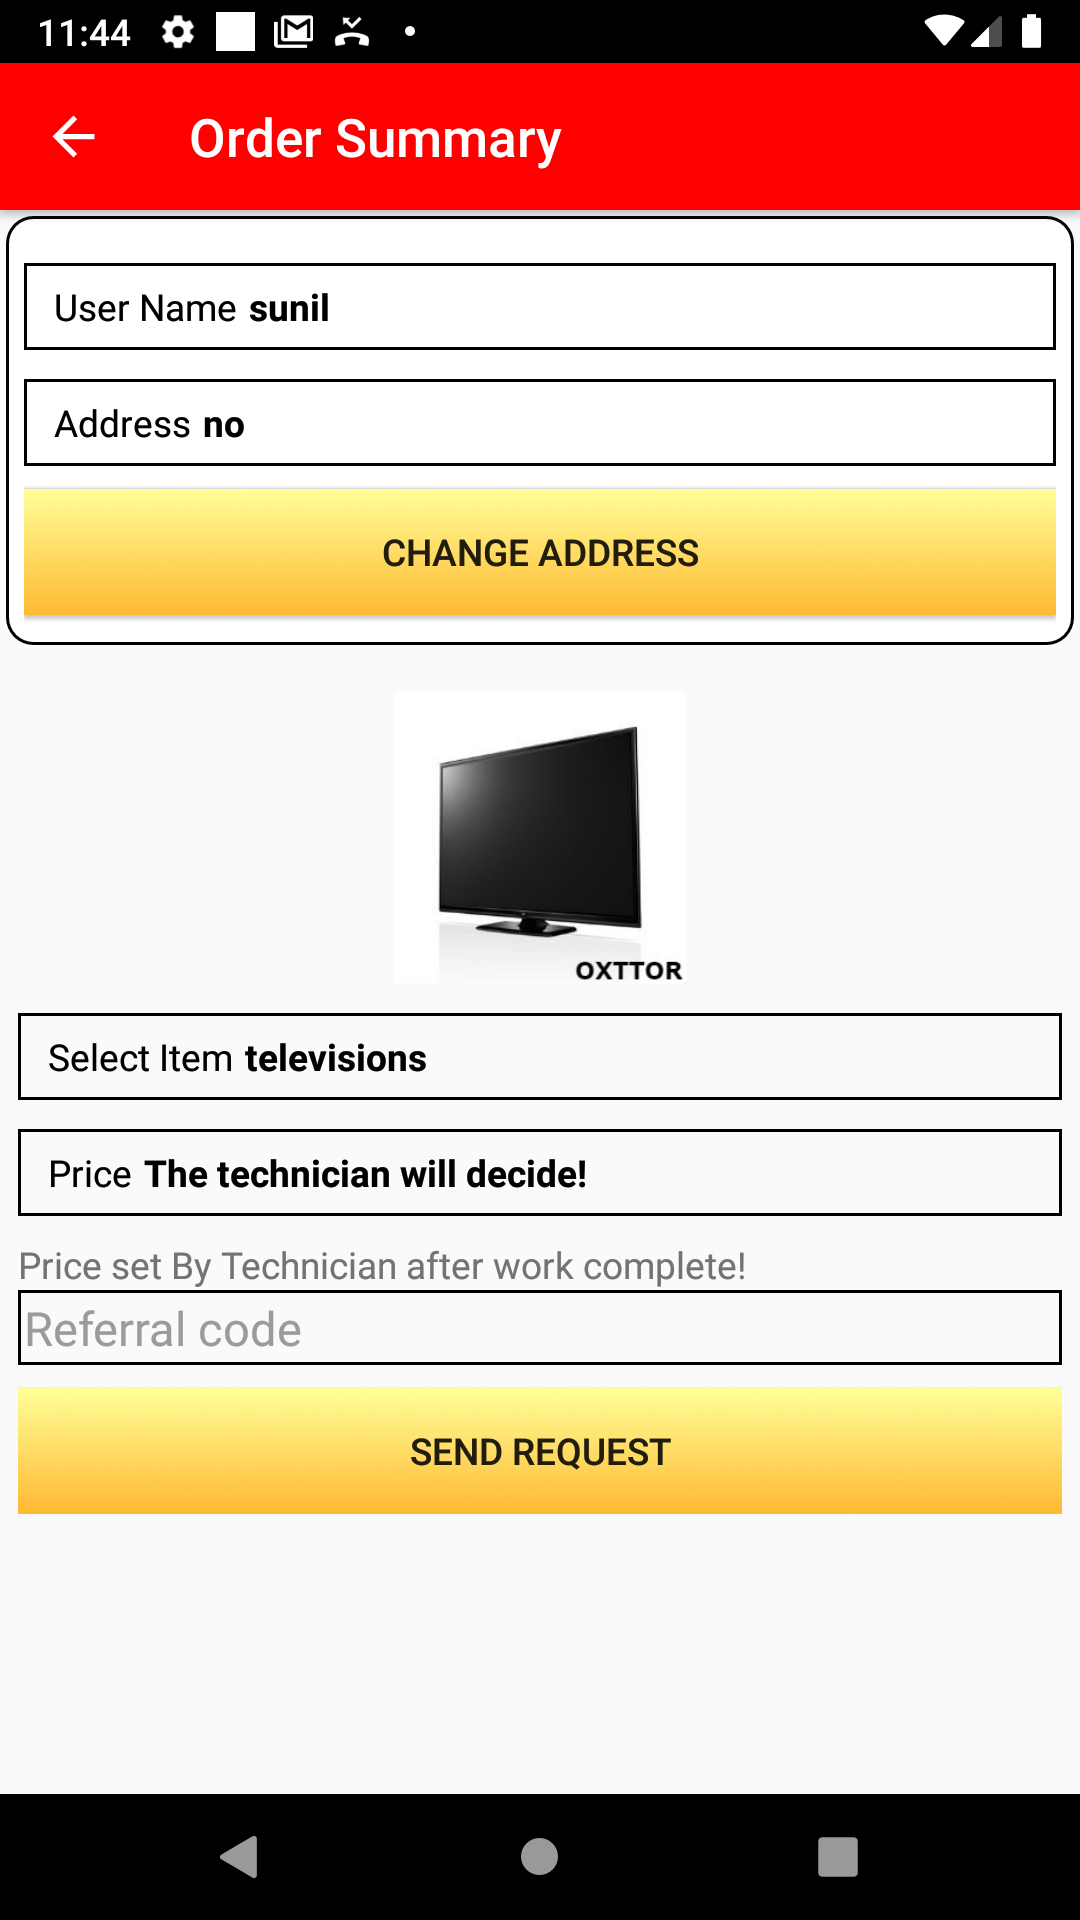 11:44
Order Summary
User Name sunil
Address no
CHANGE ADDRESS
OXTTOR
Select Item televisions
Price The technician will decide!
Price set By Technician after work complete!
Referral code
SEND REQUEST